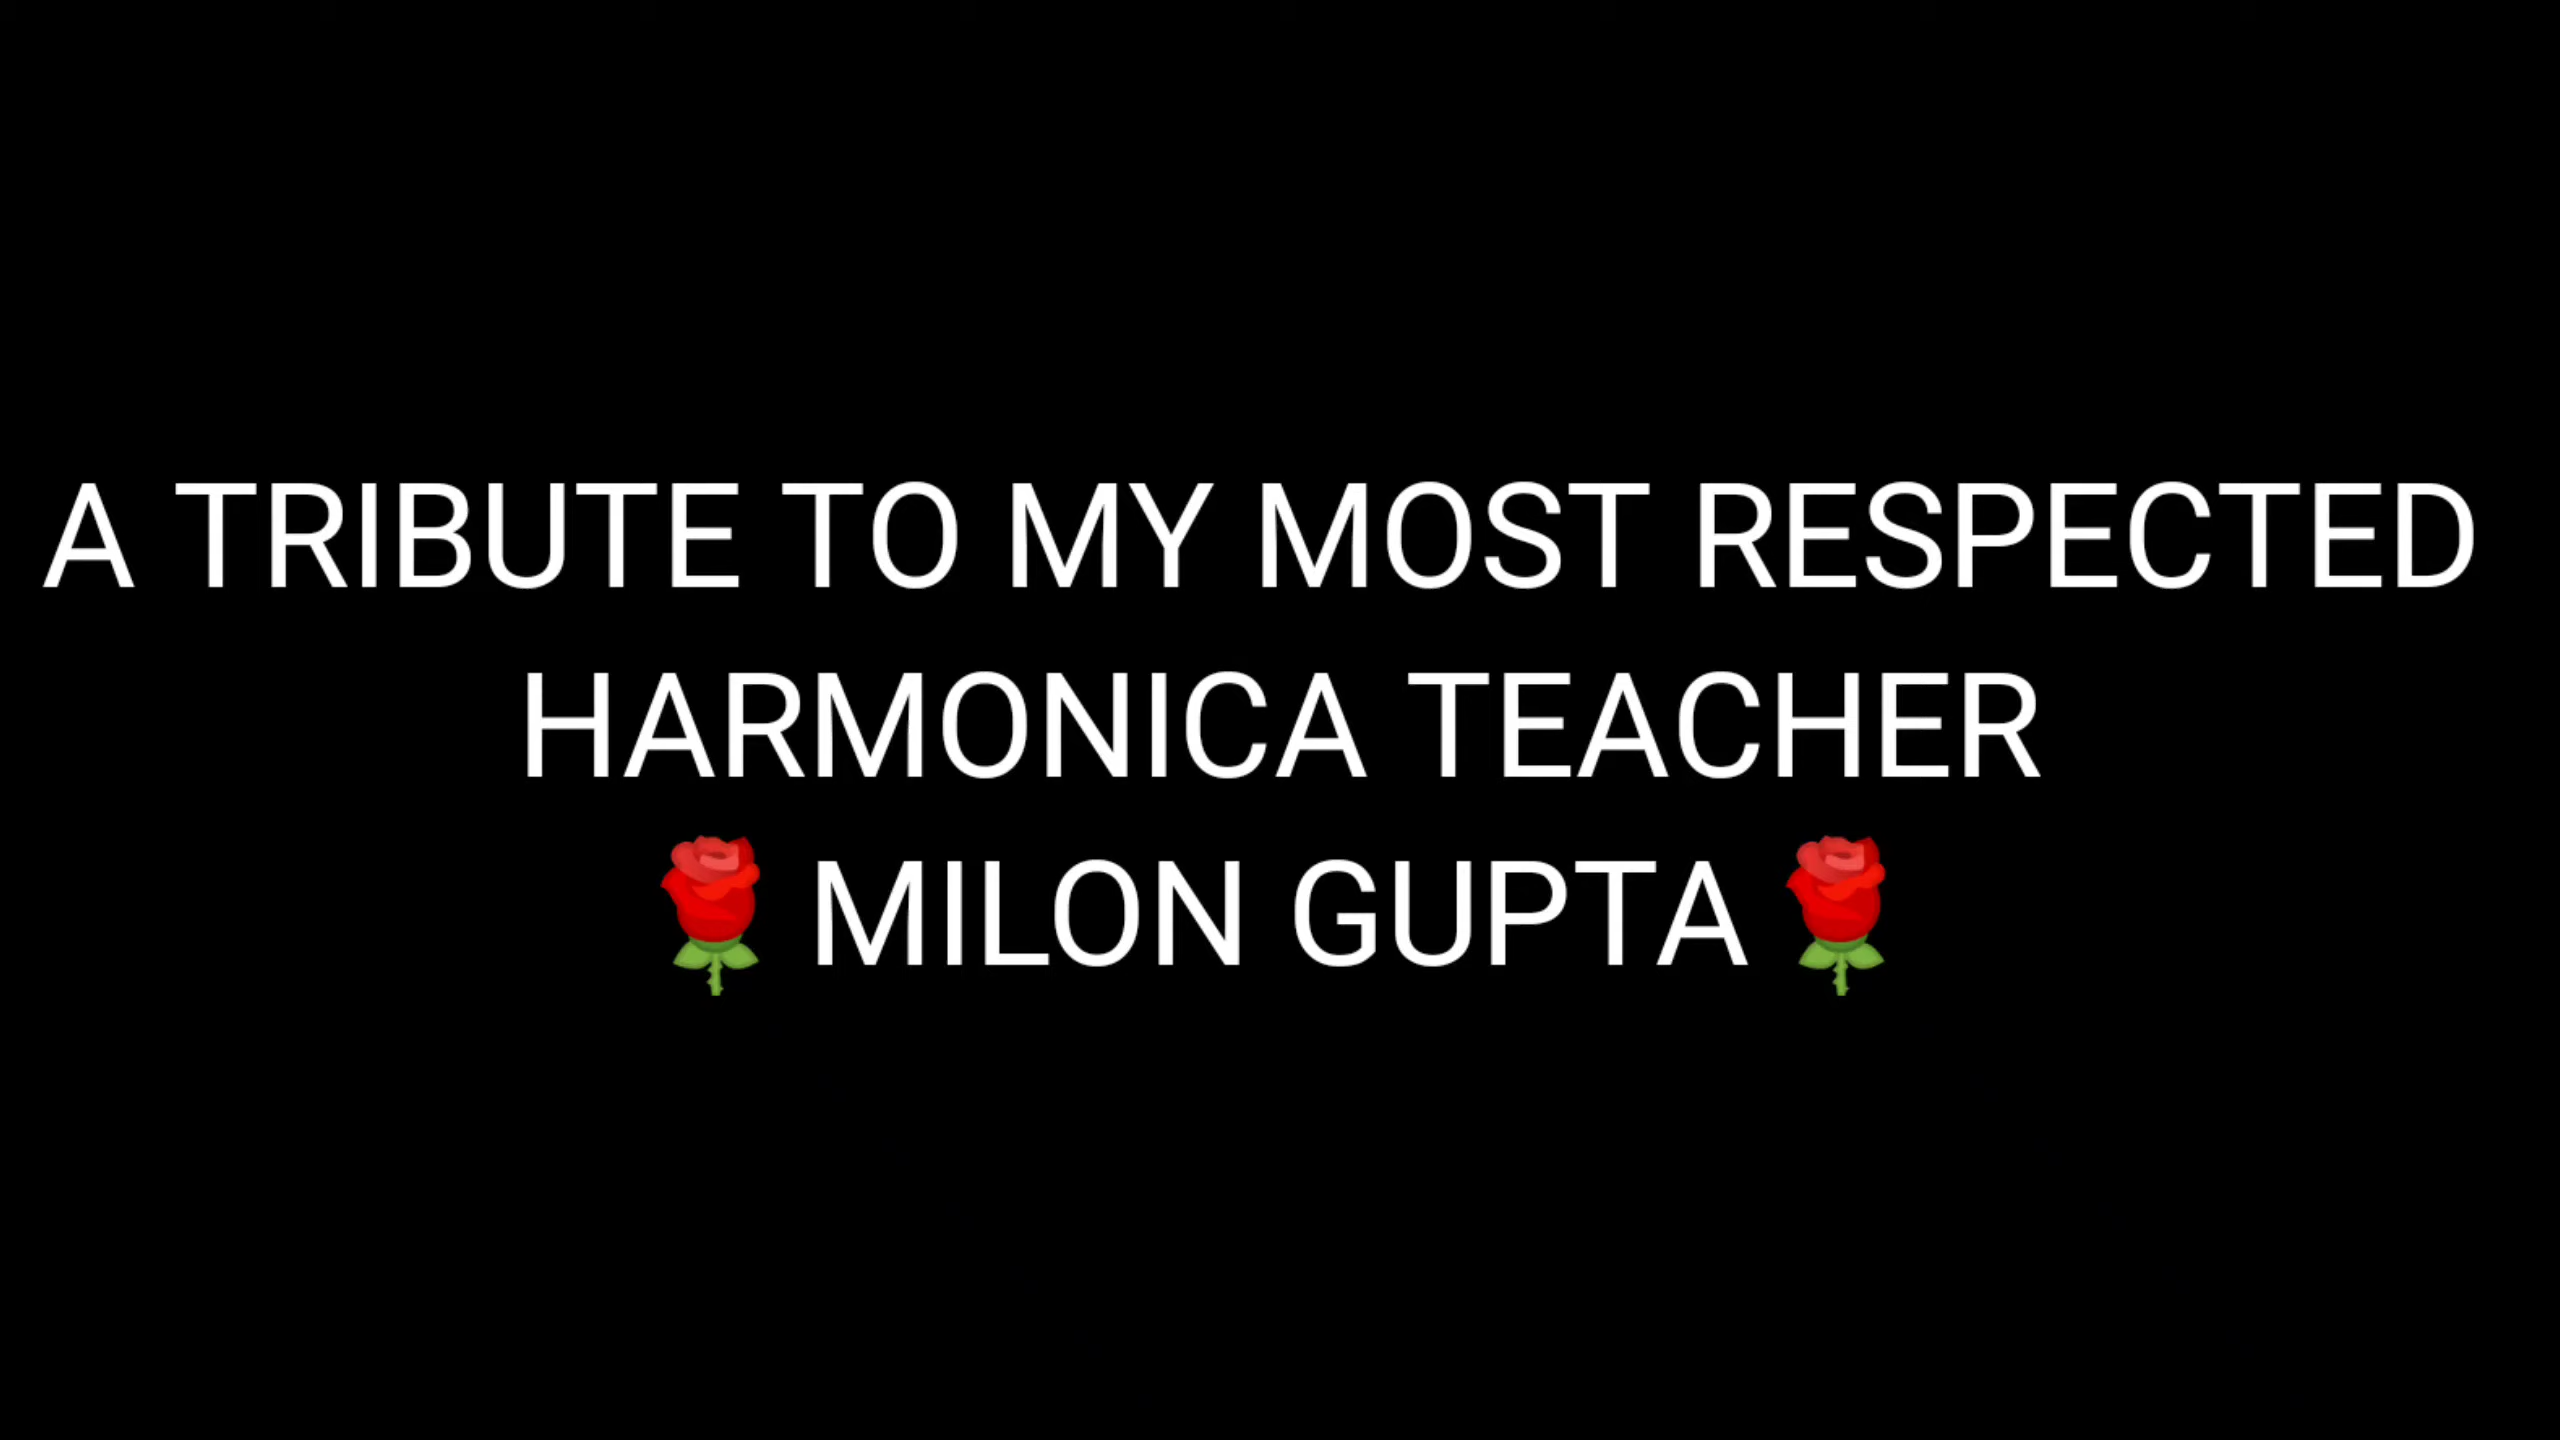 A TRIBUTE TO MY MOST RESPECTED
HARMONICA TEACHER
🌹 MILON GUPTA🌹